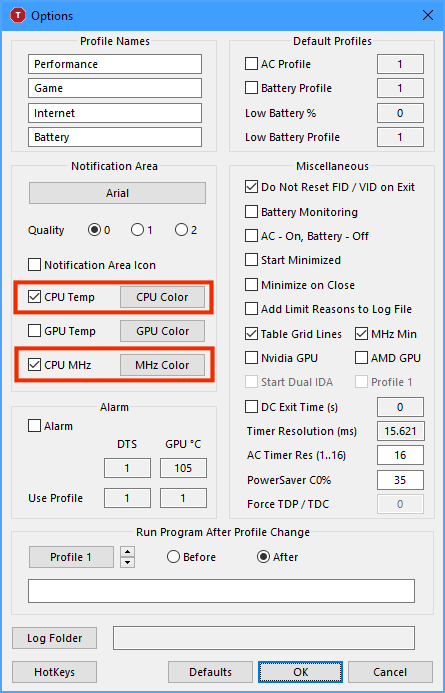 T Options
Profile Names
Performance
Game
Internet
Battery
Default Profiles
AC Profile 1
Battery Profile 1
Low Battery % 0
Low Battery Profile 1
Notification Area
Arial
Quality 0 1 2
Notification Area Icon
CPU Temp CPU Color
GPU Temp GPU Color
CPU MHz MHz Color
Alarm
Alarm
DTS GPU °C
1 105
Use Profile 1 1
Miscellaneous
Do Not Reset FID / VID on Exit
Battery Monitoring
AC - On, Battery - Off
Start Minimized
Minimize on Close
Add Limit Reasons to Log File
Table Grid Lines MHz Min
Nvidia GPU AMD GPU
Start Dual IDA Profile 1
DC Exit Time (s) 0
Timer Resolution (ms) 15.621
AC Timer Res (1..16) 16
PowerSaver C0% 35
Force TDP / TDC 0
Run Program After Profile Change
Profile 1 Before After
Log Folder
HotKeys Defaults OK Cancel